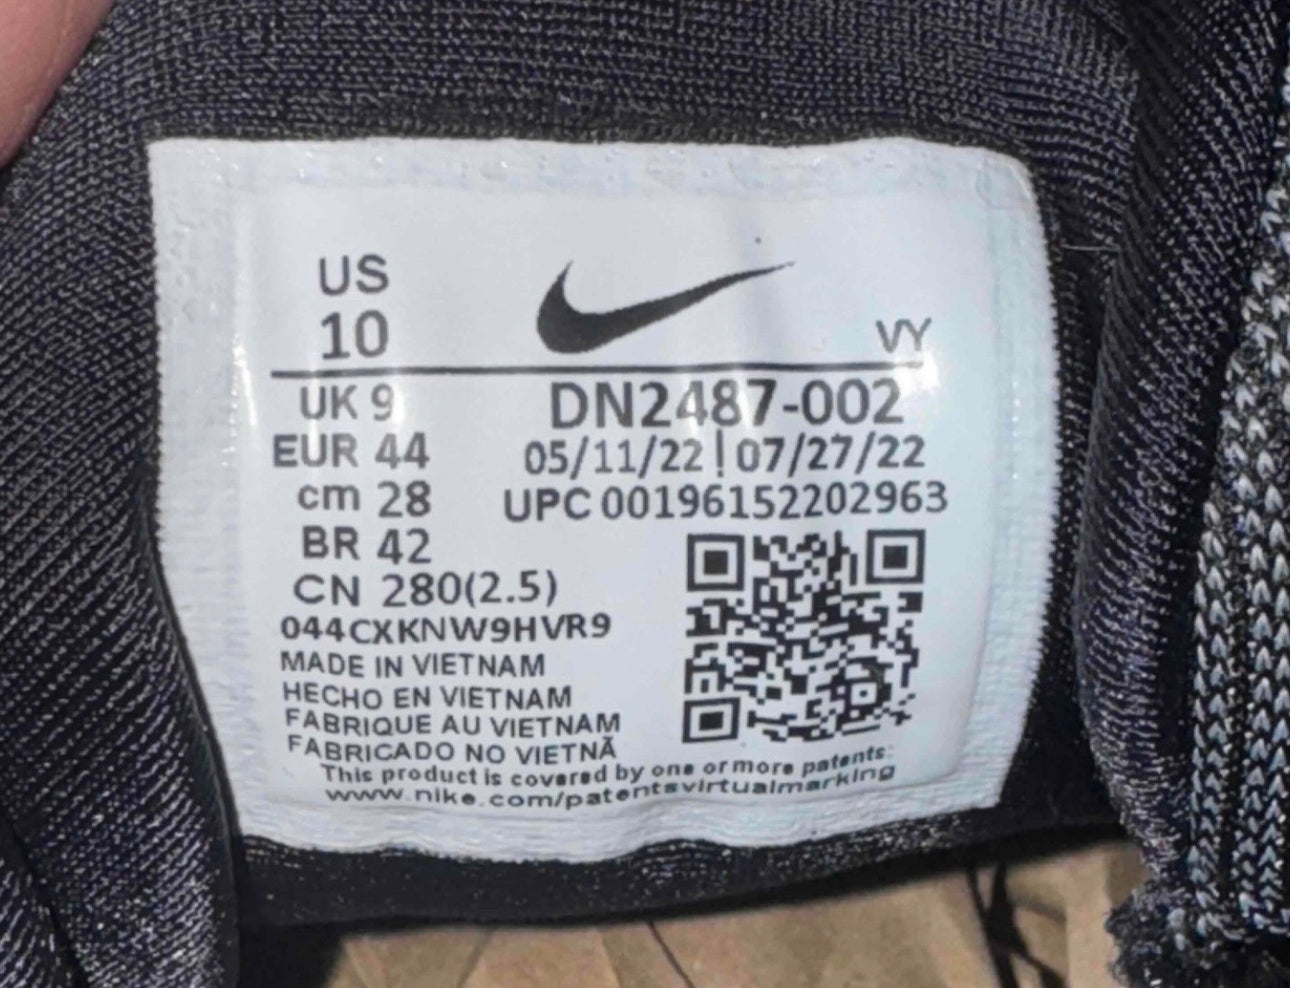 US
10
VY
UK 9
DN2487-002
EUR 44
05/11/22 | 07/27/22
cm 28
UPC 00196152202963
BR 42
CN 280(2.5)
044CXKNW9HVR9
MADE IN VIETNAM
HECHO EN VIETNAM
FABRIQUE AU VIETNAM
FABRICADO NO VIETNÃ
This product is covered by one or more patents:
www.nike.com/patentsvirtualmarking